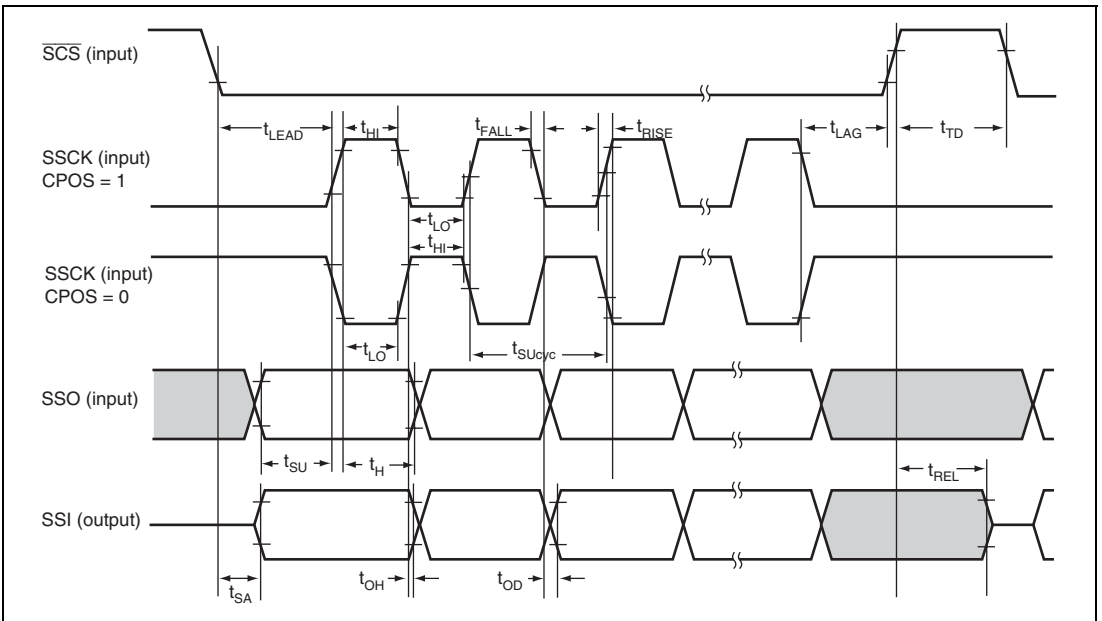 SCS (input)
tLEAD
tHI
tFALL
tRISE
tLAG
tTD
SSCK (input)
CPOS = 1
tLO
tHI
SSCK (input)
CPOS = 0
tLO
tSUcyc
SSO (input)
tSU
tH
tREL
SSI (output)
tSA
tOH
tOD